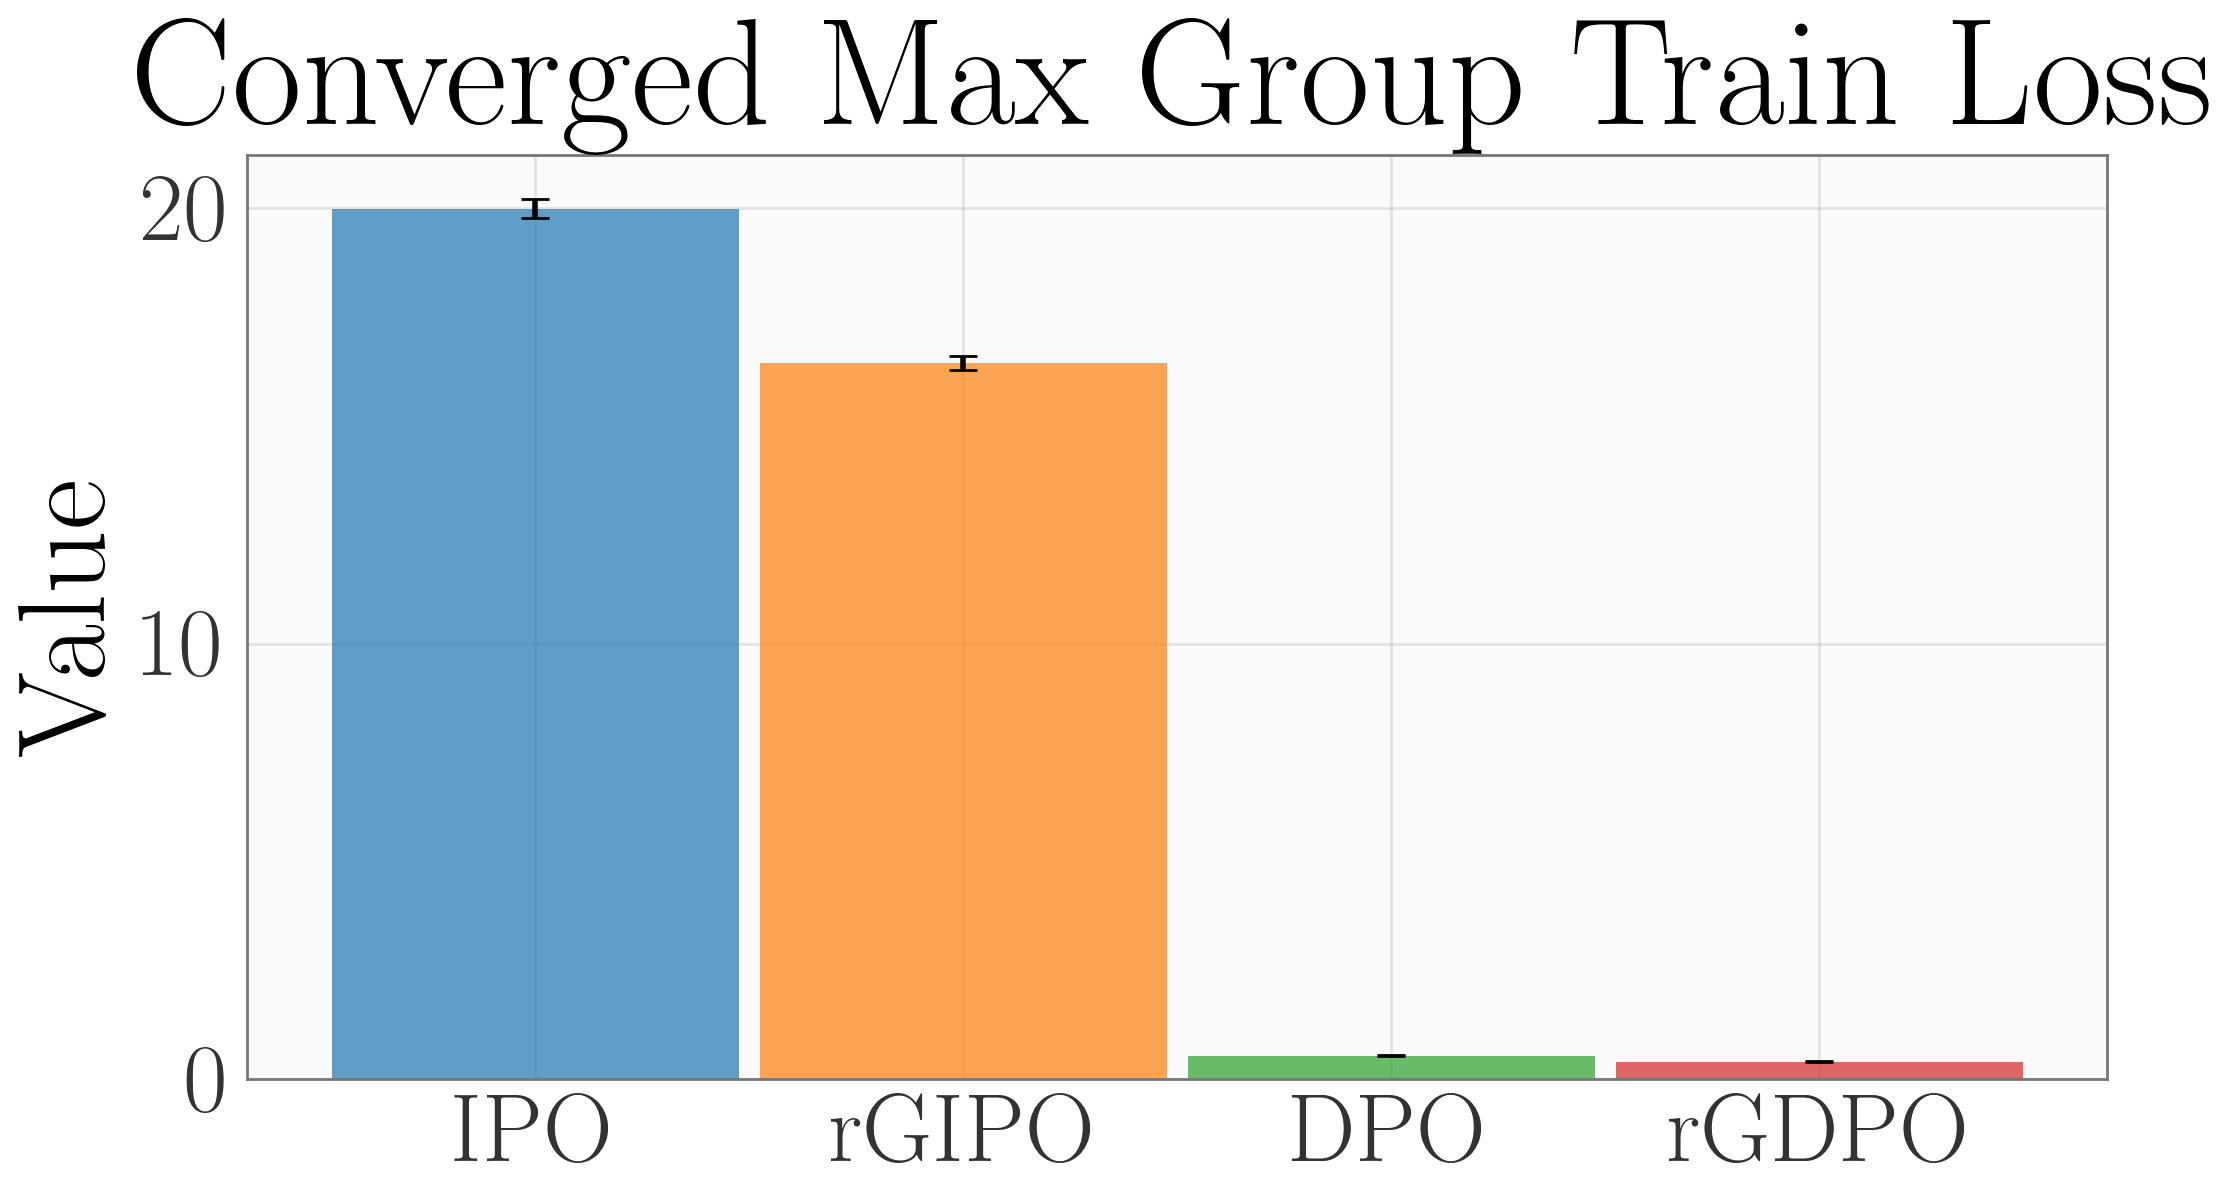 Converged Max Group Train Loss
Value
20
10
0
IPO rGIPO DPO rGDPO